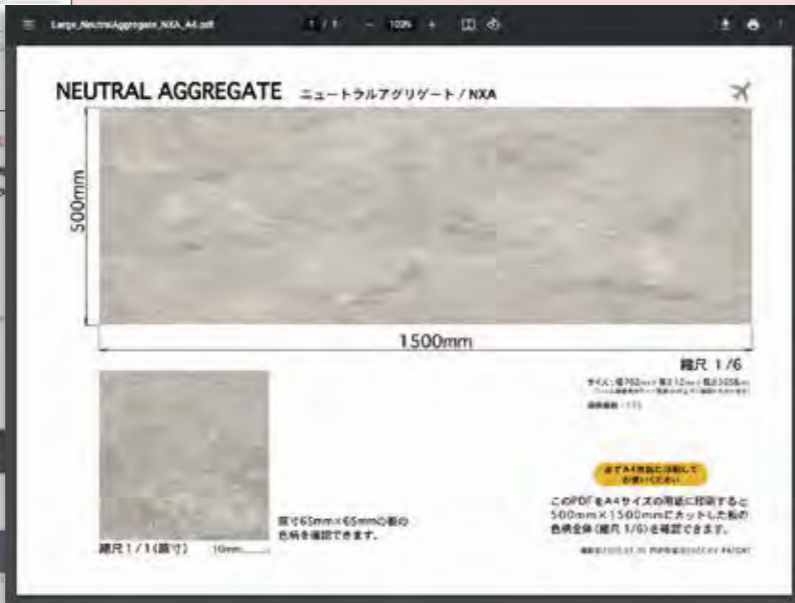 Large_NeutralAggregate_NXA_A4.pdf
1 / 1 − 100% +
NEUTRAL AGGREGATE ニュートラルアグリゲート / NXA
500mm
1500mm
縮尺 1/6
必ずA4用紙に印刷して
お使いください
このPDFをA4サイズの用紙に印刷すると
500mm×1500mmにカットした板の
色柄全体(縮尺 1/6)を確認できます。
原寸65mm×65mmの板の
色柄を確認できます。
縮尺1/1(原寸) 10mm